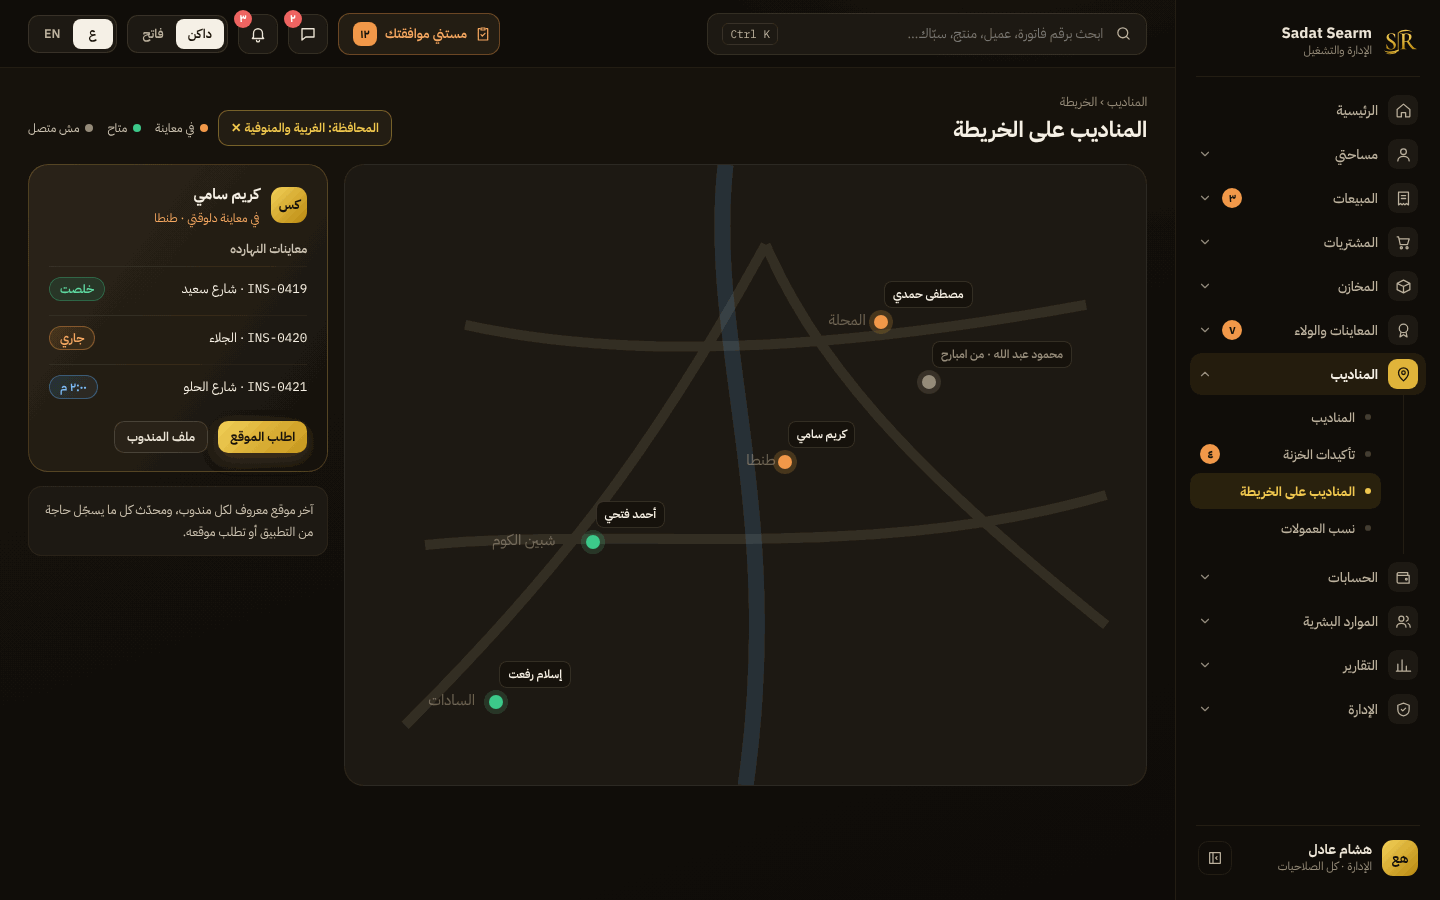 Sadat Searm
الإدارة والتشغيل
الرئيسية
مساحتي
المبيعات ٣
المشتريات
المخازن
المعاينات والولاء ٧
المناديب
المناديب
تأكيدات الخزنة ٤
المناديب على الخريطة
نسب العمولات
الحسابات
الموارد البشرية
التقارير
الإدارة
هع
هشام عادل
الإدارة · كل الصلاحيات
ابحث برقم فاتورة، عميل، منتج، سبّاك...
Ctrl K
مستني موافقتك ١٢
٢
٣
داكن فاتح
ع EN
المناديب › الخريطة
المناديب على الخريطة
المحافظة: الغربية والمنوفية ✕
في معاينة
متاح
مش متصل
مصطفى حمدي
المحلة
محمود عبد الله · من امبارح
كريم سامي
طنطا
أحمد فتحي
شبين الكوم
إسلام رفعت
السادات
كس
كريم سامي
في معاينة دلوقتي · طنطا
معاينات النهارده
INS-0419 · شارع سعيد خلصت
INS-0420 · الجلاء جاري
INS-0421 · شارع الحلو ٢:٠٠ م
اطلب الموقع ملف المندوب
آخر موقع معروف لكل مندوب، ومحدّث كل ما يسجّل حاجة
من التطبيق أو تطلب موقعه.